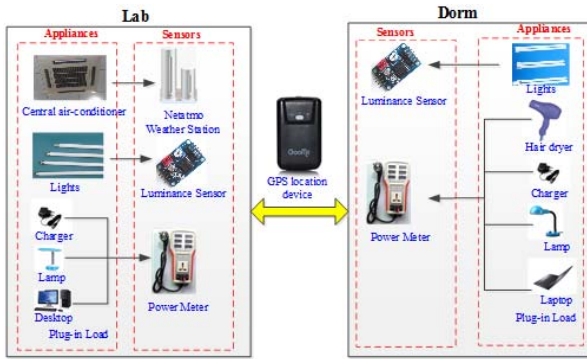 Lab
Appliances
Sensors
Central air-conditioner
Netatmo
Weather Station
Lights
Luminance Sensor
Charger
Lamp
Desktop
Plug-in Load
Power Meter
GPS location
device
Dorm
Sensors
Appliances
Luminance Sensor
Lights
Hair dryer
Charger
Power Meter
Lamp
Laptop
Plug-in Load